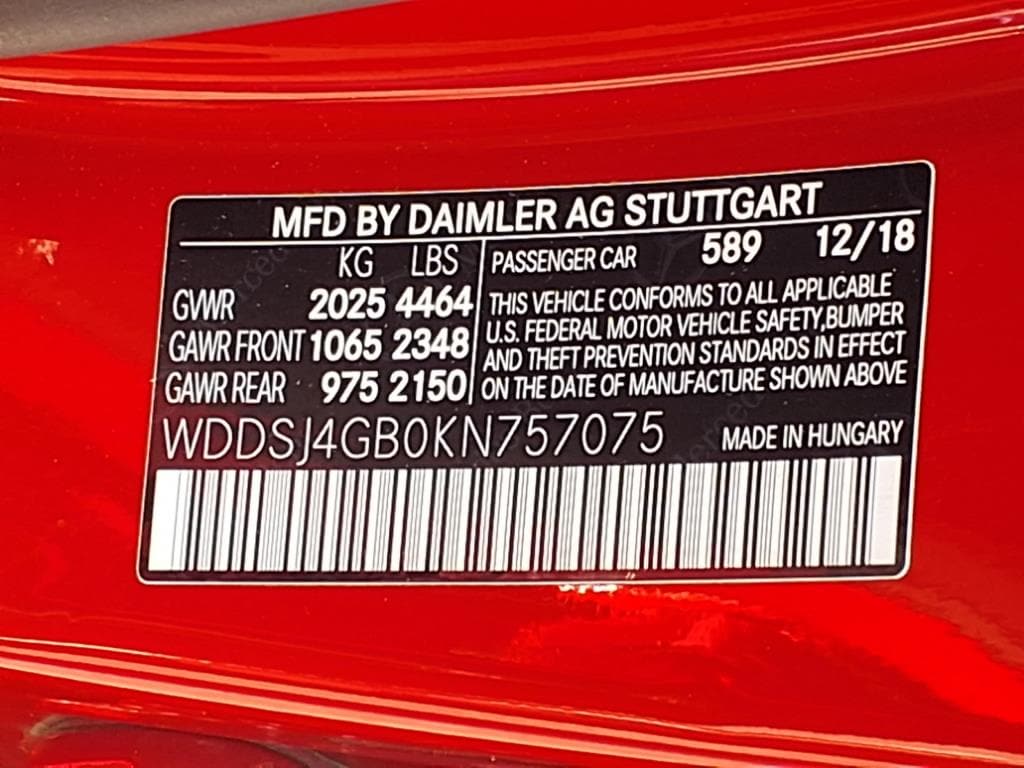 MFD BY DAIMLER AG STUTTGART
KG LBS
GVWR 2025 4464
GAWR FRONT 1065 2348
GAWR REAR 975 2150
PASSENGER CAR 589 12/18
THIS VEHICLE CONFORMS TO ALL APPLICABLE
U.S. FEDERAL MOTOR VEHICLE SAFETY,BUMPER
AND THEFT PREVENTION STANDARDS IN EFFECT
ON THE DATE OF MANUFACTURE SHOWN ABOVE
WDDSJ4GB0KN757075 MADE IN HUNGARY